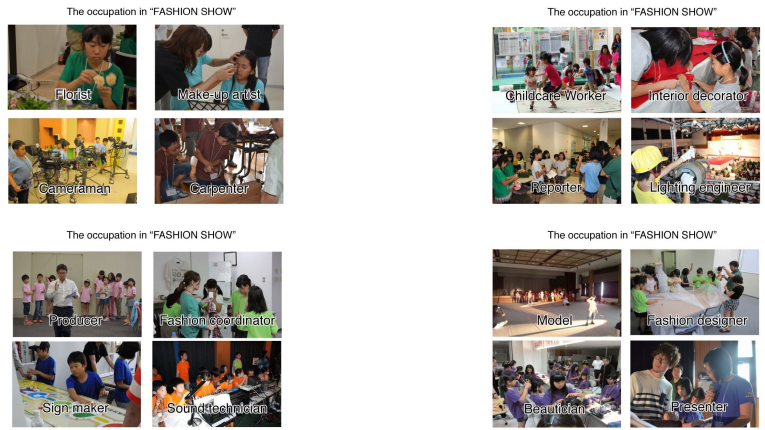 The occupation in “FASHION SHOW”
Florist
Make-up artist
Cameraman
Carpenter
The occupation in “FASHION SHOW”
Childcare Worker
Interior decorator
Reporter
Lighting engineer
The occupation in “FASHION SHOW”
Producer
Fashion coordinator
Sign maker
Sound technician
The occupation in “FASHION SHOW”
Model
Fashion designer
Beautician
Presenter